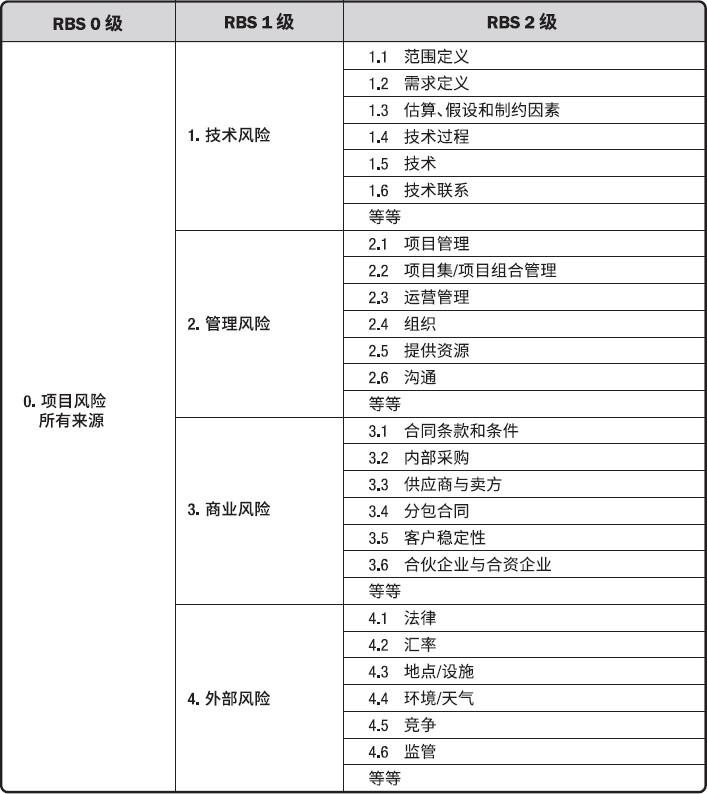 RBS 0 级 RBS 1 级 RBS 2 级
0. 项目风险
所有来源
1. 技术风险
1.1 范围定义
1.2 需求定义
1.3 估算、假设和制约因素
1.4 技术过程
1.5 技术
1.6 技术联系
等等
2. 管理风险
2.1 项目管理
2.2 项目集/项目组合管理
2.3 运营管理
2.4 组织
2.5 提供资源
2.6 沟通
等等
3. 商业风险
3.1 合同条款和条件
3.2 内部采购
3.3 供应商与卖方
3.4 分包合同
3.5 客户稳定性
3.6 合伙企业与合资企业
等等
4. 外部风险
4.1 法律
4.2 汇率
4.3 地点/设施
4.4 环境/天气
4.5 竞争
4.6 监管
等等